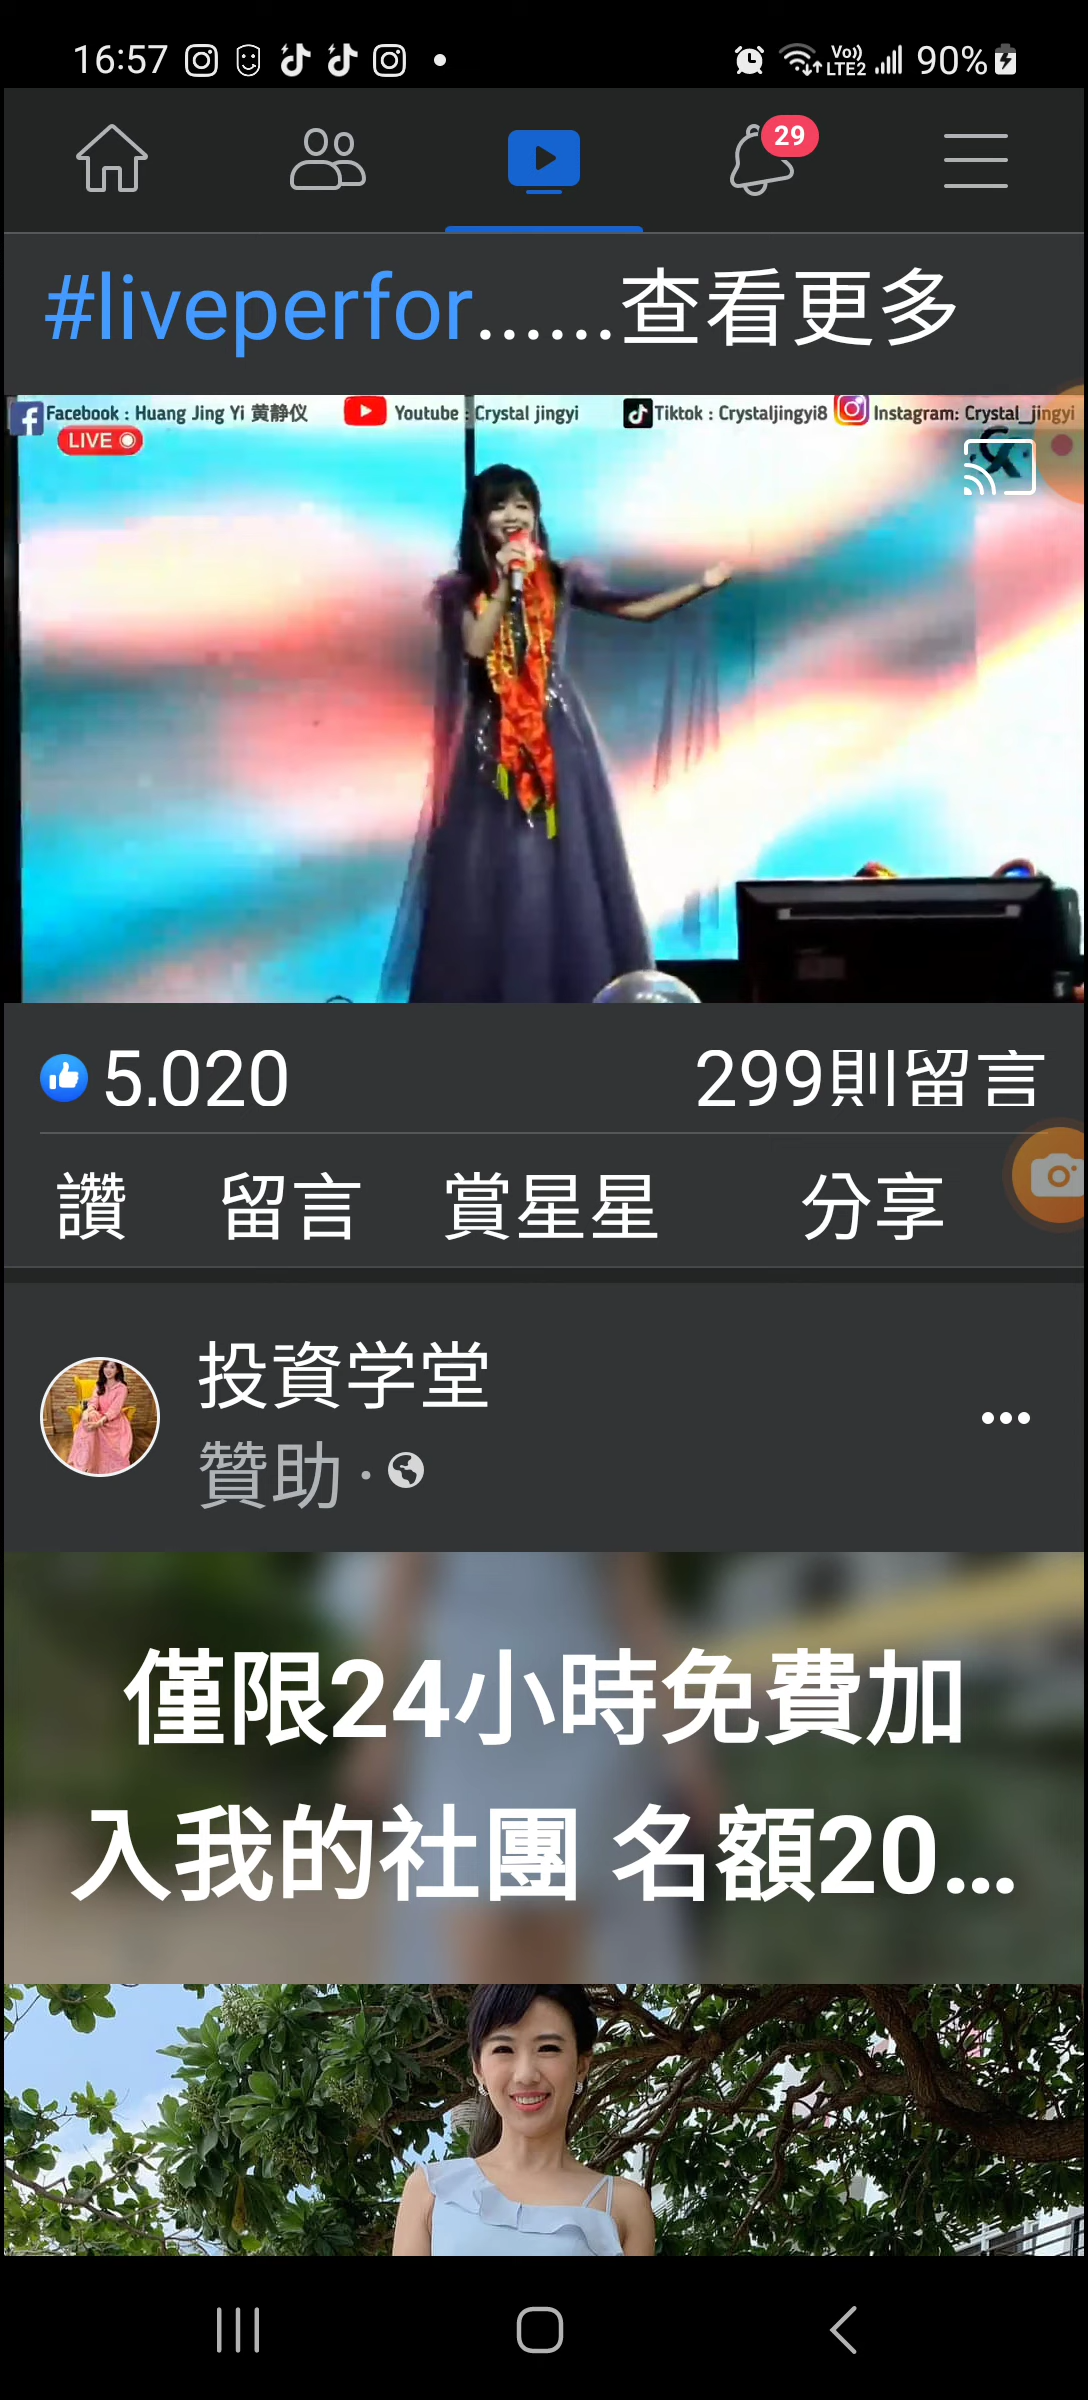 16:57
Vo)) LTE2 90%
29
#liveperfor......查看更多
Facebook : Huang Jing Yi 黄静仪 Youtube : Crystal jingyi Tiktok : Crystaljingyi8 Instagram: Crystal_jingyi
LIVE
5,020 299則留言
讚 留言 賞星星 分享
投資学堂
贊助 ·
僅限24小時免費加
入我的社團 名額20...